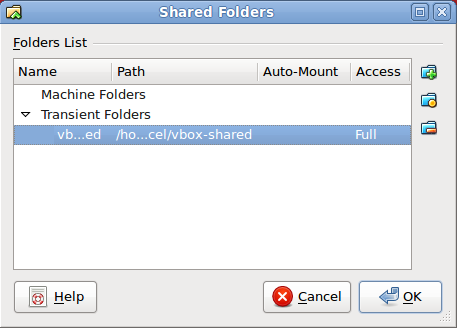 Shared Folders
Folders List
Name Path Auto-Mount Access
Machine Folders
Transient Folders
vb...ed /ho...cel/vbox-shared Full
Help Cancel OK